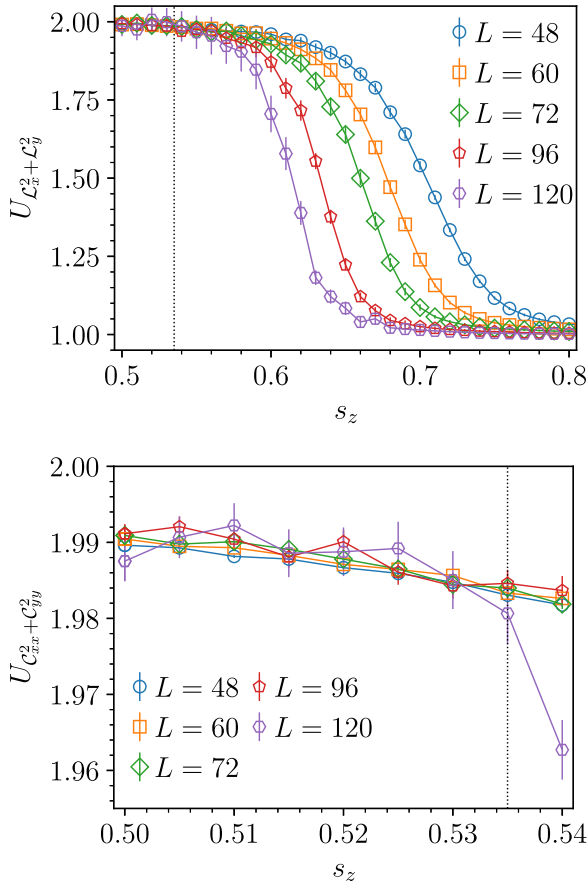 2.00
1.75
1.50
1.25
1.00
U_{\mathcal{L}_x^2+\mathcal{L}_y^2}
L = 48
L = 60
L = 72
L = 96
L = 120
0.5 0.6 0.7 0.8
s_z
2.00
1.99
1.98
1.97
1.96
U_{\mathcal{C}_{xx}^2+\mathcal{C}_{yy}^2}
L = 48 L = 96
L = 60 L = 120
L = 72
0.50 0.51 0.52 0.53 0.54
s_z